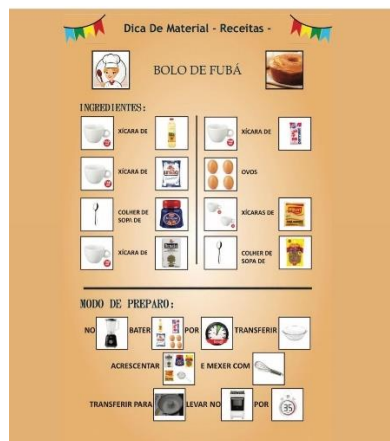 Dica De Material - Receitas -
BOLO DE FUBÁ
INGREDIENTES:
XÍCARA DE
XÍCARA DE
XÍCARA DE
OVOS
COLHER DE
SOPA DE
XÍCARAS DE
XÍCARA DE
COLHER DE
SOPA DE
MODO DE PREPARO:
NO BATER POR TRANSFERIR
ACRESCENTAR E MEXER COM
TRANSFERIR PARA LEVAR NO POR 35